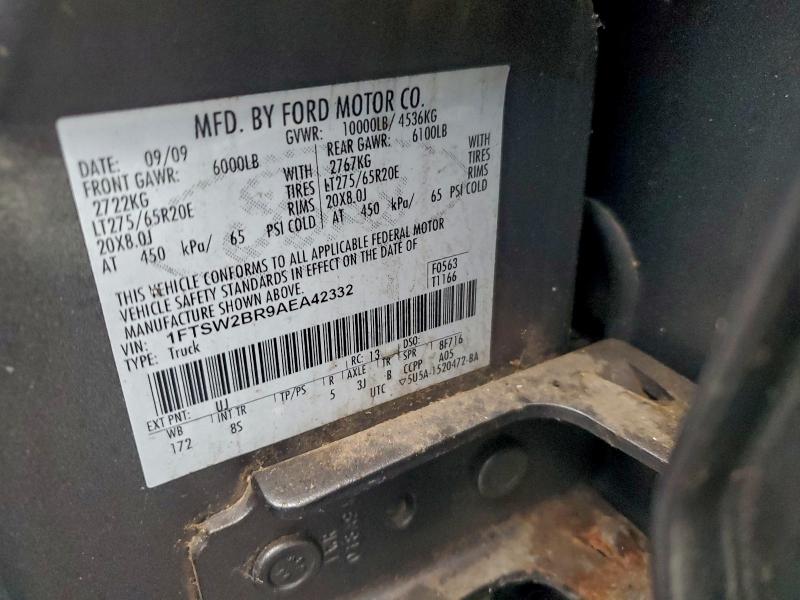 MFD. BY FORD MOTOR CO.
DATE: 09/09 GVWR: 10000LB/ 4536KG
FRONT GAWR: 6000LB REAR GAWR: 6100LB
2722KG WITH 2767KG WITH
LT275/65R20E TIRES LT275/65R20E TIRES
20X8.0J RIMS 20X8.0J RIMS
AT 450 kPa/ 65 PSI COLD AT 450 kPa/ 65 PSI COLD
THIS VEHICLE CONFORMS TO ALL APPLICABLE FEDERAL MOTOR
VEHICLE SAFETY STANDARDS IN EFFECT ON THE DATE OF
MANUFACTURE SHOWN ABOVE.
VIN: 1FTSW2BR9AEA42332 F0563
TYPE: Truck T1166
EXT PNT: UJ RC: 13 DSO:
WB INT TR TP/PS R AXLE TR SPR 8F716
172 8S 5 3J B CCPP A05
UTC ▽5U5A-1520472-BA